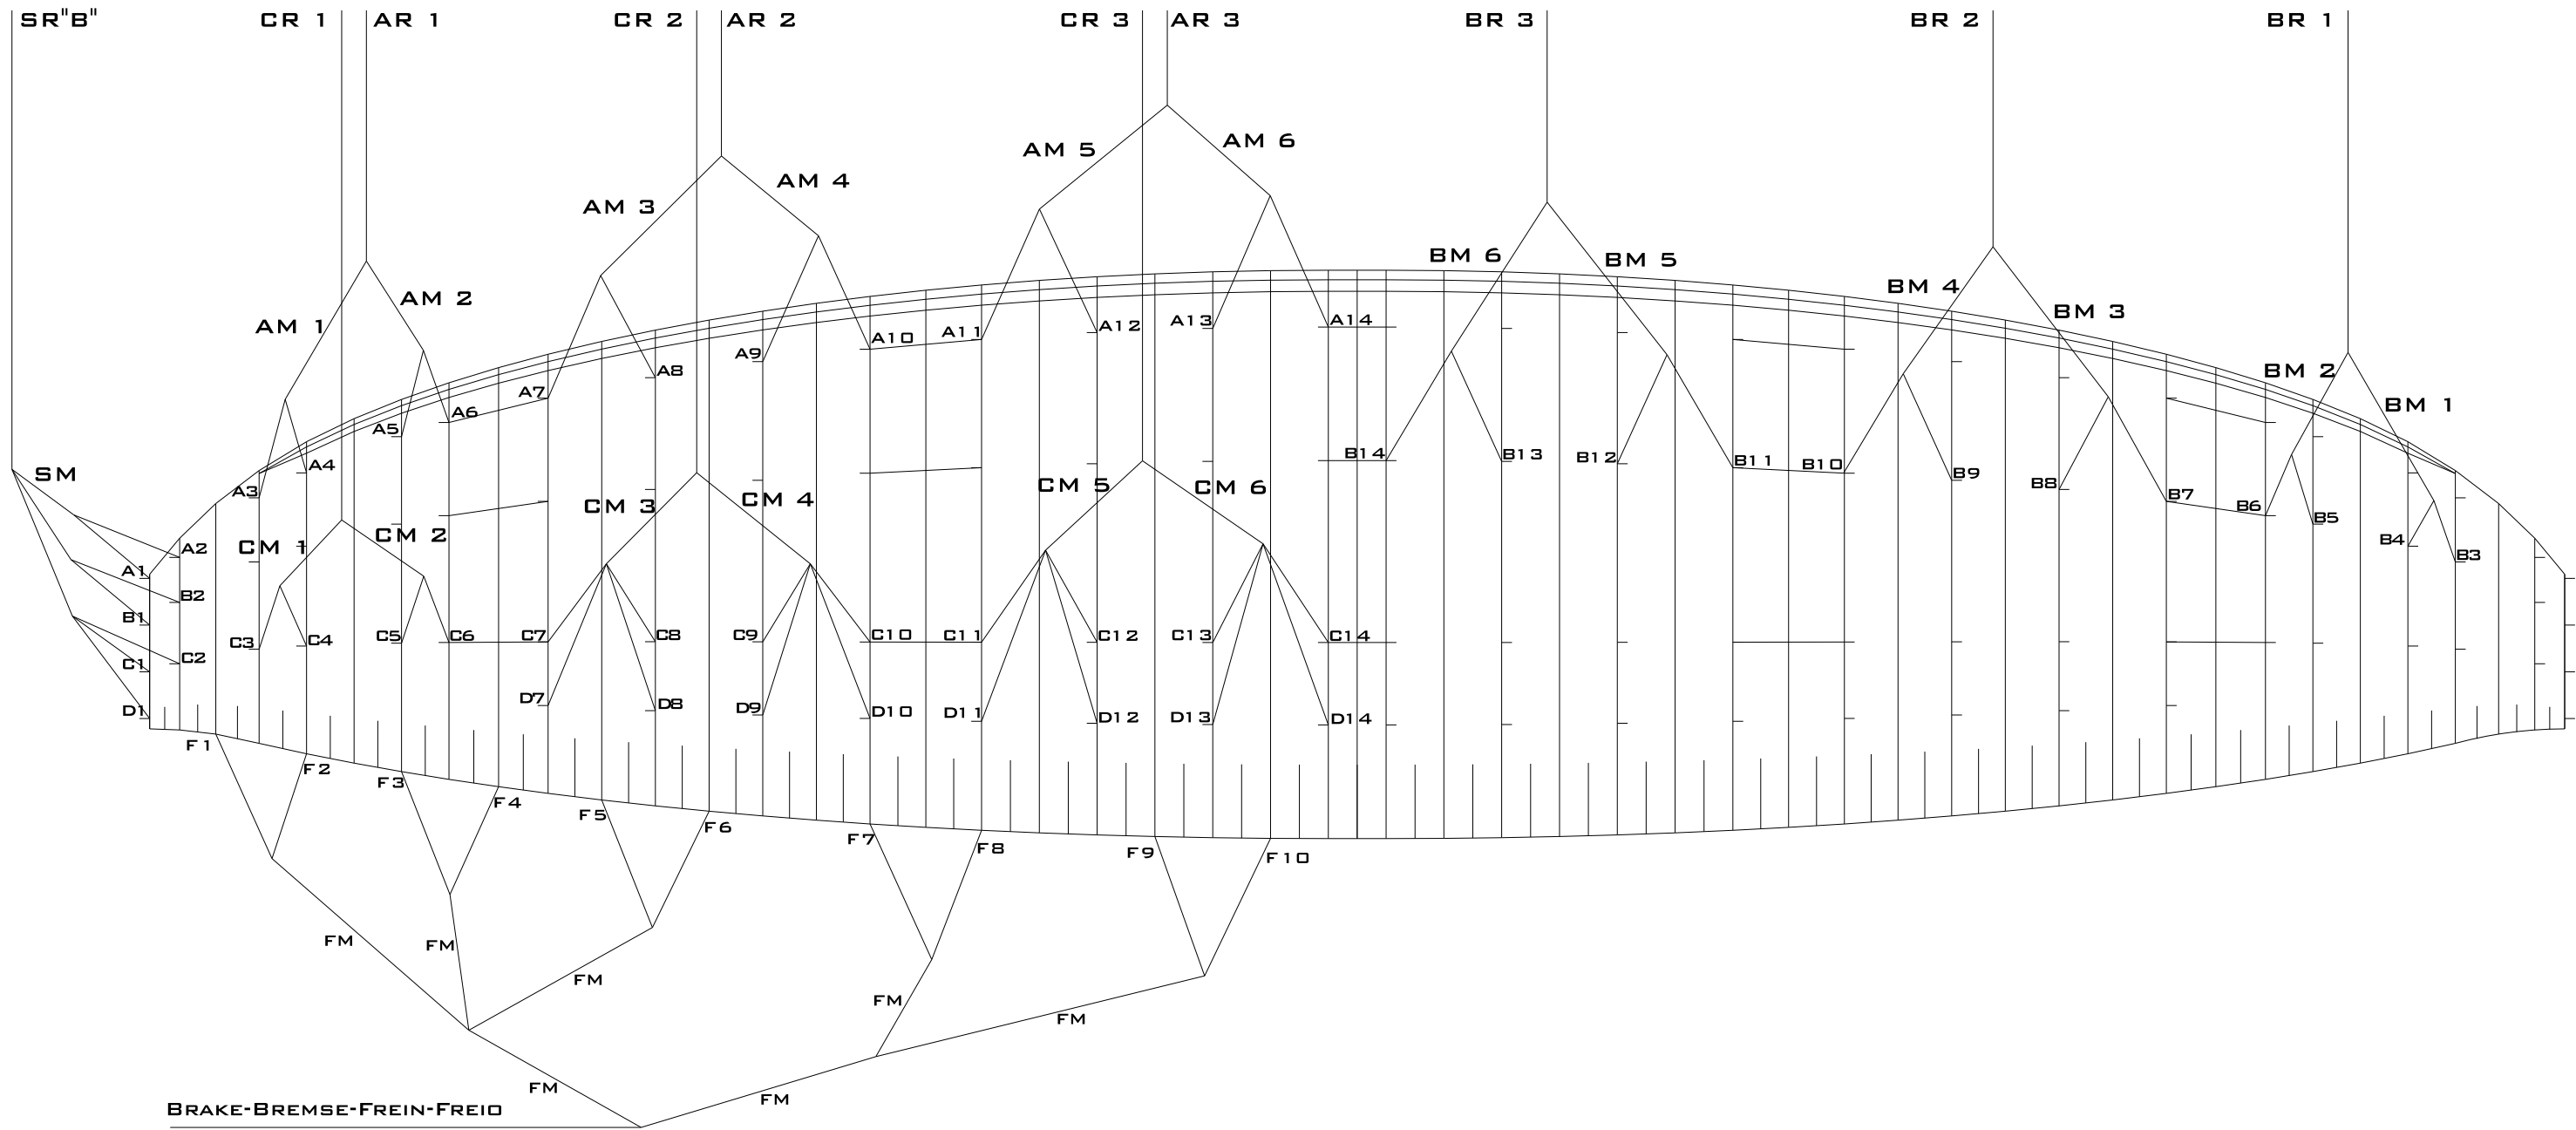 SR"B" CR 1 AR 1 CR 2 AR 2 CR 3 AR 3 BR 3 BR 2 BR 1
AM 5 AM 6
AM 4
AM 3
BM 6 BM 5
BM 4
AM 2
BM 3
AM 1
A13 A14
A12
A11
A10
A9
A8
BM 2
A7
BM 1
A6
A5
B14 B13 B12 B11 B10
A4
B9
SM
B8
CM 5 CM 6
A3
B7
CM 4
CM 3
B6
B5
CM 2
B4
CM 1
A2
B3
A1
B2
B1
C3 C4 C5 C6 C7 C8 C9 C10 C11 C12 C13 C14
C2
C1
D7
D8
D9
D1 D10 D11 D12 D13 D14
F1
F2
F3
F4
F5
F6
F7
F8
F9
F10
FM
FM
FM
FM
FM
FM
FM
Brake-Bremse-Frein-Freio